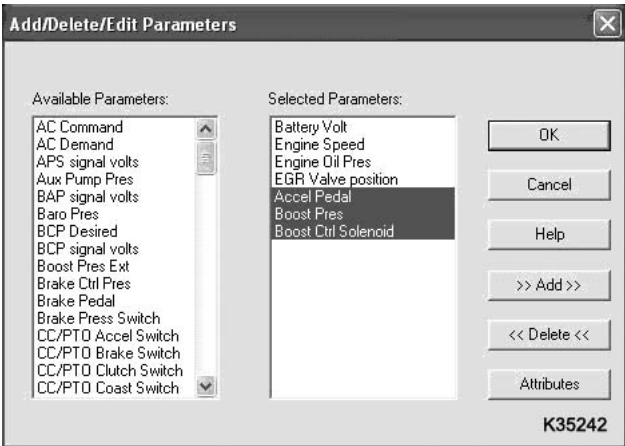 Add/Delete/Edit Parameters
Available Parameters:
AC Command
AC Demand
APS signal volts
Aux Pump Pres
BAP signal volts
Baro Pres
BCP Desired
BCP signal volts
Boost Pres Ext
Brake Ctrl Pres
Brake Pedal
Brake Press Switch
CC/PTO Accel Switch
CC/PTO Brake Switch
CC/PTO Clutch Switch
CC/PTO Coast Switch
Selected Parameters:
Battery Volt
Engine Speed
Engine Oil Pres
EGR Valve position
Accel Pedal
Boost Pres
Boost Ctrl Solenoid
OK
Cancel
Help
>> Add >>
<< Delete <<
Attributes
K35242